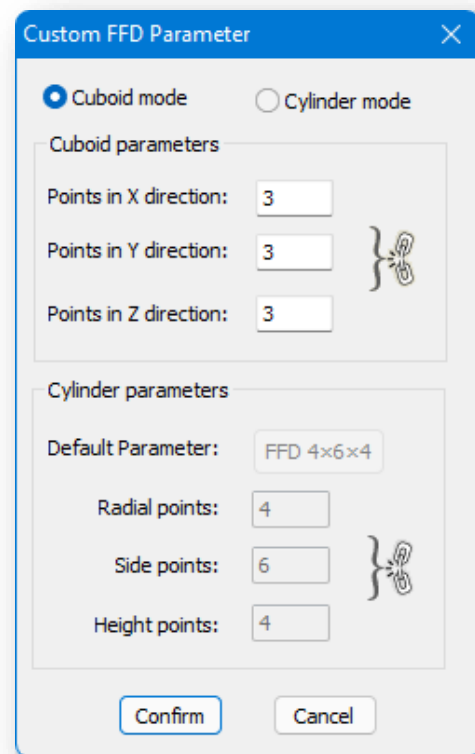 Custom FFD Parameter
Cuboid mode Cylinder mode
Cuboid parameters
Points in X direction: 3
Points in Y direction: 3
Points in Z direction: 3
Cylinder parameters
Default Parameter: FFD 4×6×4
Radial points: 4
Side points: 6
Height points: 4
Confirm Cancel